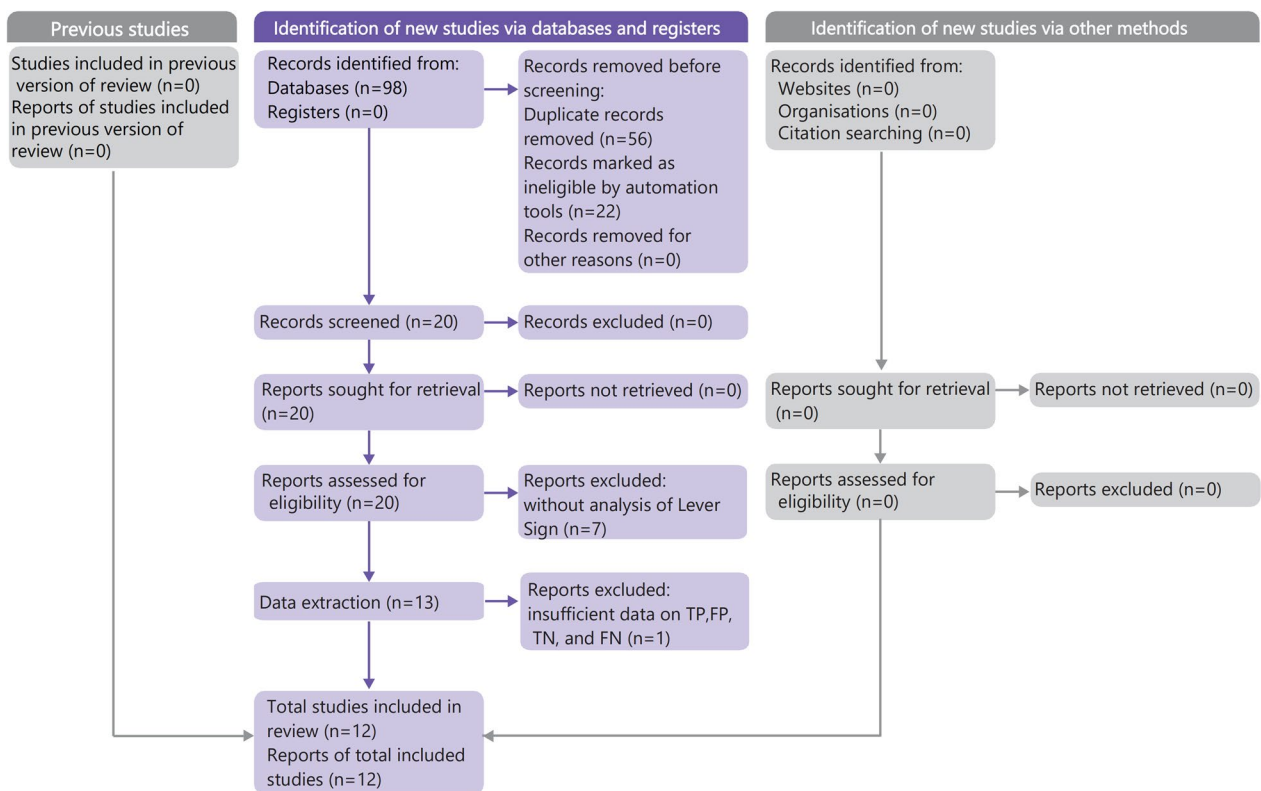 Previous studies
Studies included in previous
version of review (n=0)
Reports of studies included
in previous version of
review (n=0)
Identification of new studies via databases and registers
Records identified from:
Databases (n=98)
Registers (n=0)
Records removed before
screening:
Duplicate records
removed (n=56)
Records marked as
ineligible by automation
tools (n=22)
Records removed for
other reasons (n=0)
Records screened (n=20)
Records excluded (n=0)
Reports sought for retrieval
(n=20)
Reports not retrieved (n=0)
Reports assessed for
eligibility (n=20)
Reports excluded:
without analysis of Lever
Sign (n=7)
Data extraction (n=13)
Reports excluded:
insufficient data on TP,FP,
TN, and FN (n=1)
Total studies included in
review (n=12)
Reports of total included
studies (n=12)
Identification of new studies via other methods
Records identified from:
Websites (n=0)
Organisations (n=0)
Citation searching (n=0)
Reports sought for retrieval
(n=0)
Reports not retrieved (n=0)
Reports assessed for
eligibility (n=0)
Reports excluded (n=0)